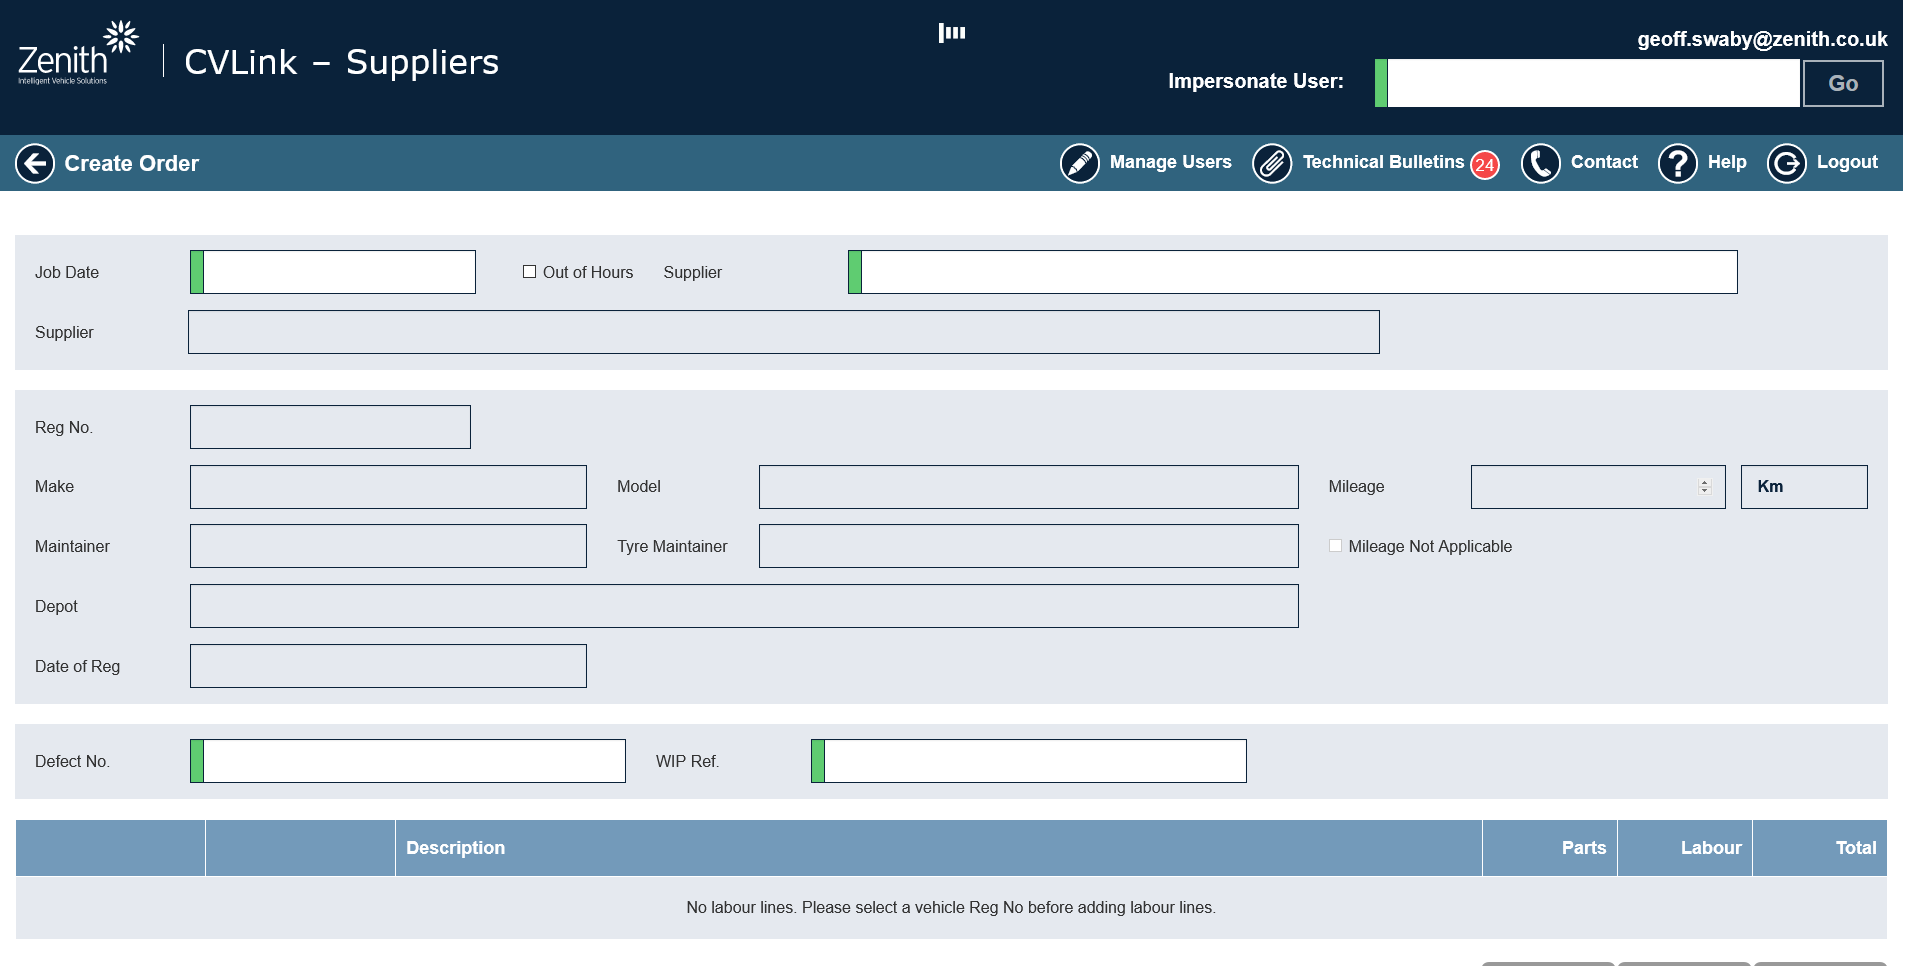 Zenith
Intelligent Vehicle Solutions
CVLink – Suppliers
geoff.swaby@zenith.co.uk
Impersonate User:
Go
Create Order
Manage Users
Technical Bulletins 24
Contact
Help
Logout
Job Date
Out of Hours
Supplier
Supplier
Reg No.
Make
Model
Mileage
Km
Maintainer
Tyre Maintainer
Mileage Not Applicable
Depot
Date of Reg
Defect No.
WIP Ref.
Description
Parts
Labour
Total
No labour lines. Please select a vehicle Reg No before adding labour lines.